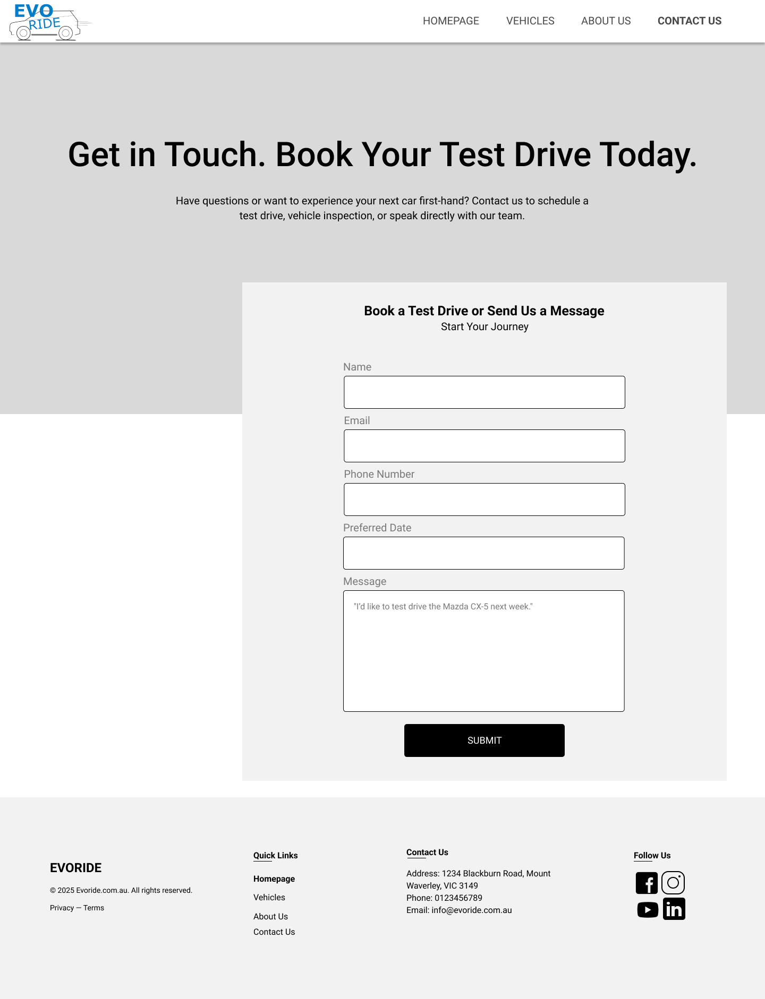 EVO
RIDE
HOMEPAGE
VEHICLES
ABOUT US
CONTACT US
Get in Touch. Book Your Test Drive Today.
Have questions or want to experience your next car first-hand? Contact us to schedule a
test drive, vehicle inspection, or speak directly with our team.
Book a Test Drive or Send Us a Message
Start Your Journey
Name
Email
Phone Number
Preferred Date
Message
"I'd like to test drive the Mazda CX-5 next week."
SUBMIT
EVORIDE
© 2025 Evoride.com.au. All rights reserved.
Privacy — Terms
Quick Links
Homepage
Vehicles
About Us
Contact Us
Contact Us
Address: 1234 Blackburn Road, Mount
Waverley, VIC 3149
Phone: 0123456789
Email: info@evoride.com.au
Follow Us
in